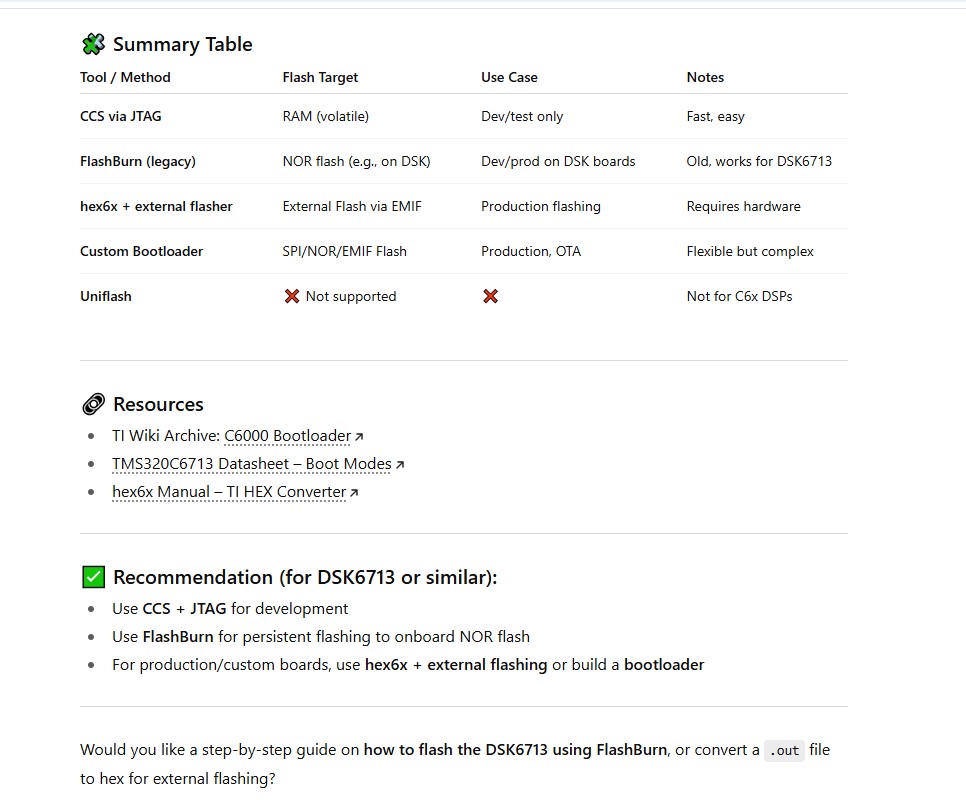 Summary Table
Tool / Method Flash Target Use Case Notes
CCS via JTAG RAM (volatile) Dev/test only Fast, easy
FlashBurn (legacy) NOR flash (e.g., on DSK) Dev/prod on DSK boards Old, works for DSK6713
hex6x + external flasher External Flash via EMIF Production flashing Requires hardware
Custom Bootloader SPI/NOR/EMIF Flash Production, OTA Flexible but complex
Uniflash ❌ Not supported ❌ Not for C6x DSPs
Resources
• TI Wiki Archive: C6000 Bootloader ↗
• TMS320C6713 Datasheet – Boot Modes ↗
• hex6x Manual – TI HEX Converter ↗
✅ Recommendation (for DSK6713 or similar):
• Use CCS + JTAG for development
• Use FlashBurn for persistent flashing to onboard NOR flash
• For production/custom boards, use hex6x + external flashing or build a bootloader
Would you like a step-by-step guide on how to flash the DSK6713 using FlashBurn, or convert a .out file
to hex for external flashing?